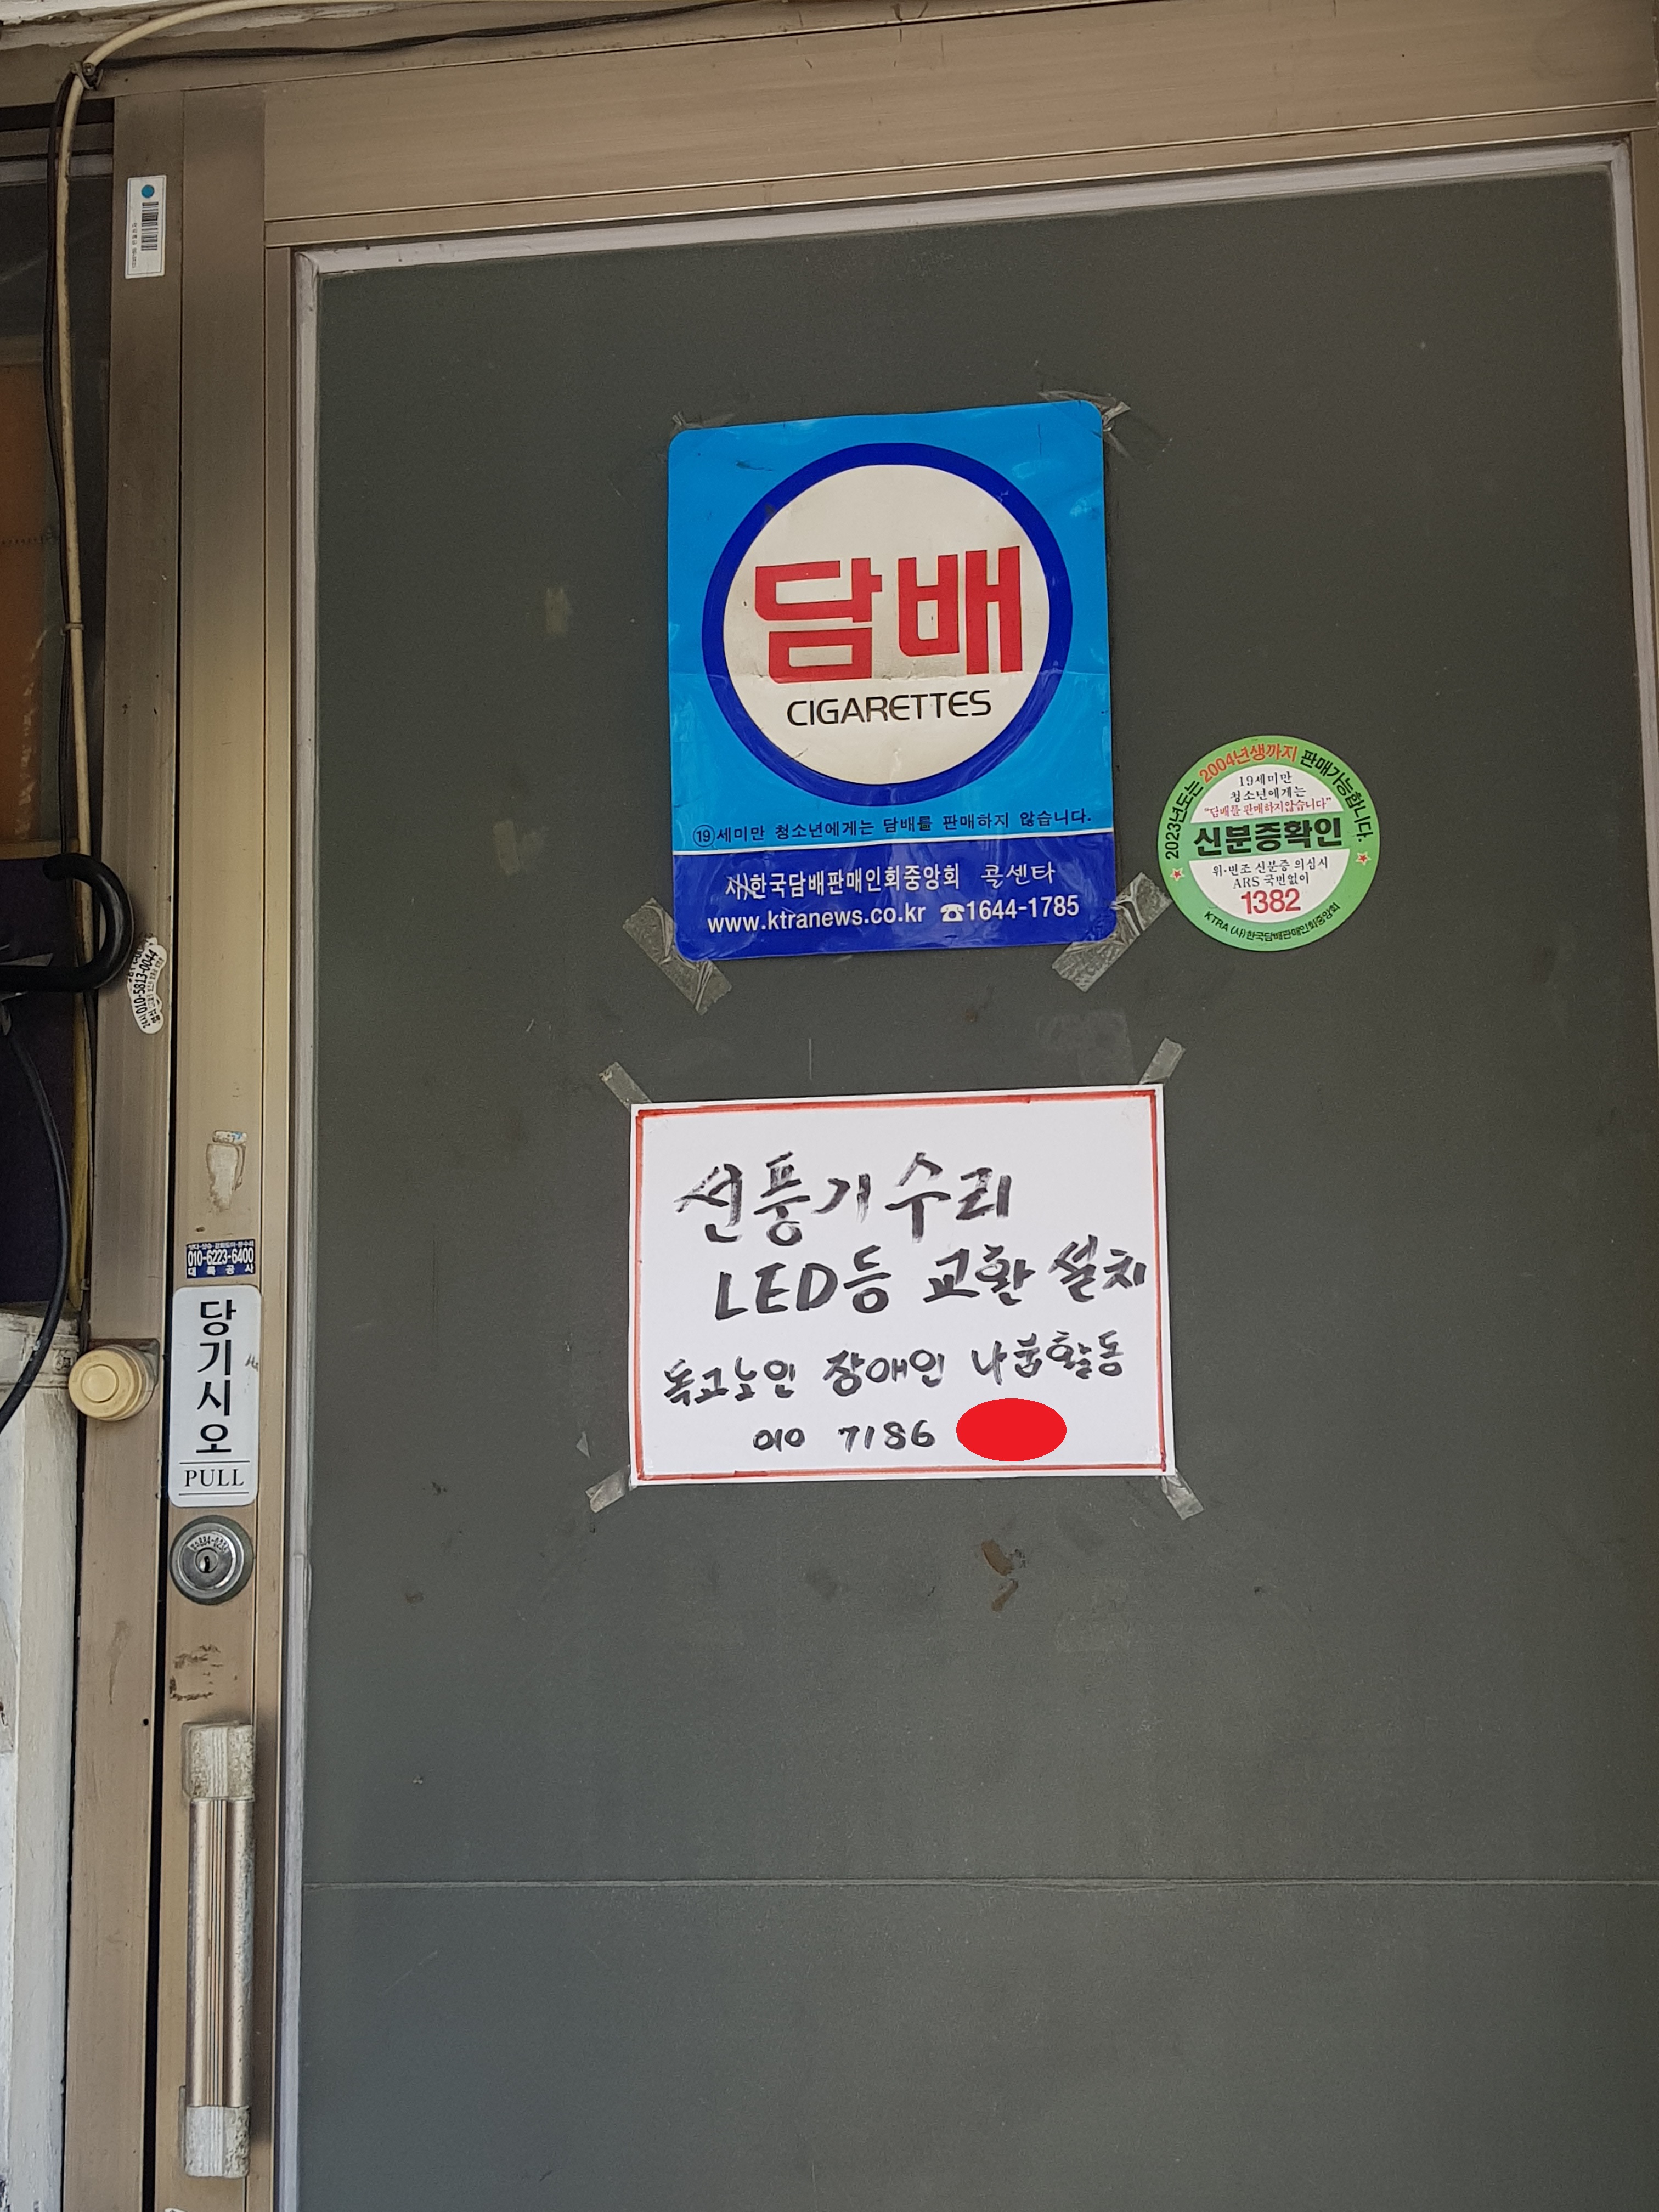 담배
CIGARETTES
19세미만 청소년에게는 담배를 판매하지 않습니다.
사)한국담배판매인회중앙회 콜센타
www.ktranews.co.kr ☎1644-1785
2023년도는 2004년생까지 판매가능합니다.
19세미만
청소년에게는
"담배를 판매하지않습니다"
신분증확인
위·변조 신분증 의심시
ARS 국번없이
1382
KTRA (사)한국담배판매인회중앙회
선풍기수리
LED등 교환 설치
독고노인 장애인 나눔활동
010 7186
010-5813-0044
010-6223-6400
대륙공사
당기시오
PULL